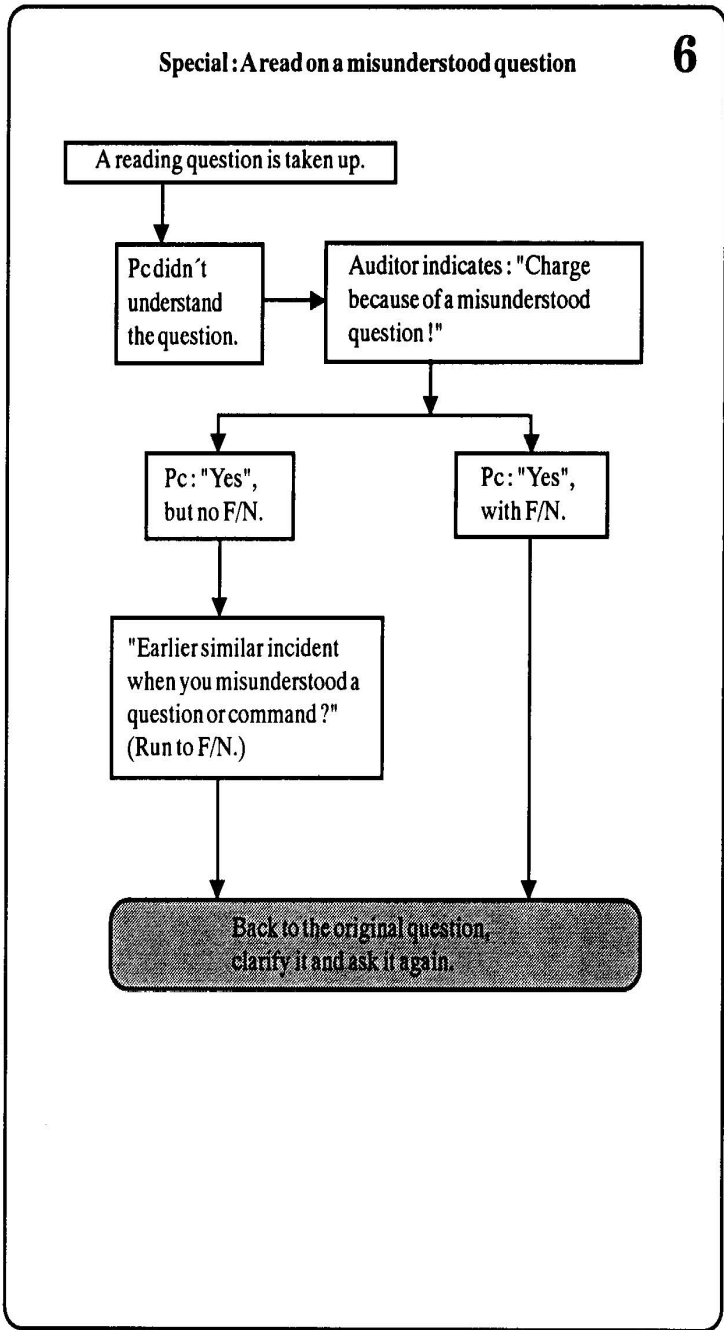 Special : A read on a misunderstood question
6
A reading question is taken up.
Pc didn´t
understand
the question.
Auditor indicates : "Charge
because of a misunderstood
question !"
Pc : "Yes",
but no F/N.
Pc : "Yes",
with F/N.
"Earlier similar incident
when you misunderstood a
question or command ?"
(Run to F/N.)
Back to the original question,
clarify it and ask it again.